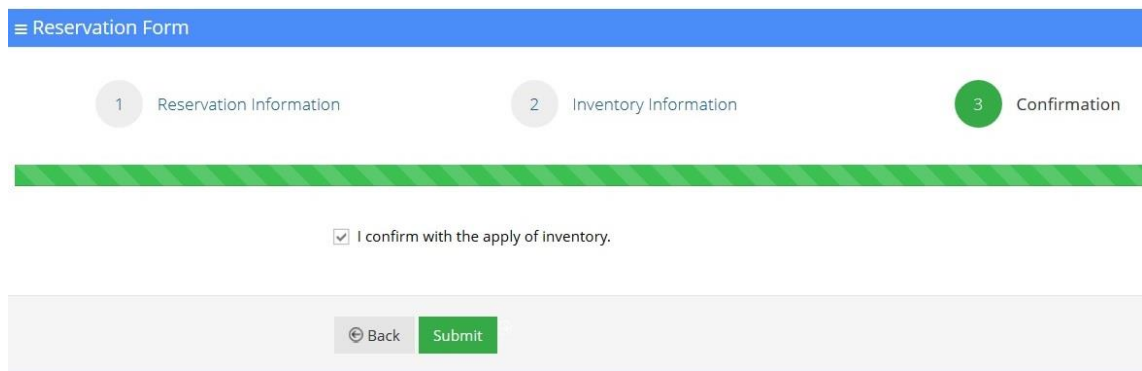 Reservation Form
1 Reservation Information 2 Inventory Information 3 Confirmation
I confirm with the apply of inventory.
Back Submit